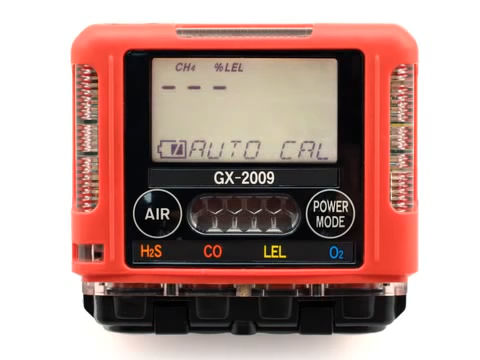 CH4 %LEL
- - -
AUTO CAL
GX-2009
AIR
POWER
MODE
H2S CO LEL O2